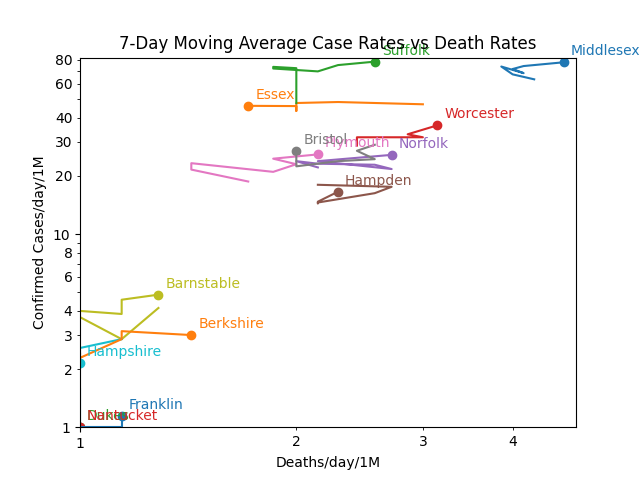 7-Day Moving Average Case Rates vs Death Rates
Suffolk
Middlesex
80
60
Essex
Worcester
40
Bristol
Plymouth
Norfolk
30
20
Hampden
10
8
6
Barnstable
4
Berkshire
3
Hampshire
2
Franklin
Nantucket
1
1
2
3
4
Confirmed Cases/day/1M
Deaths/day/1M